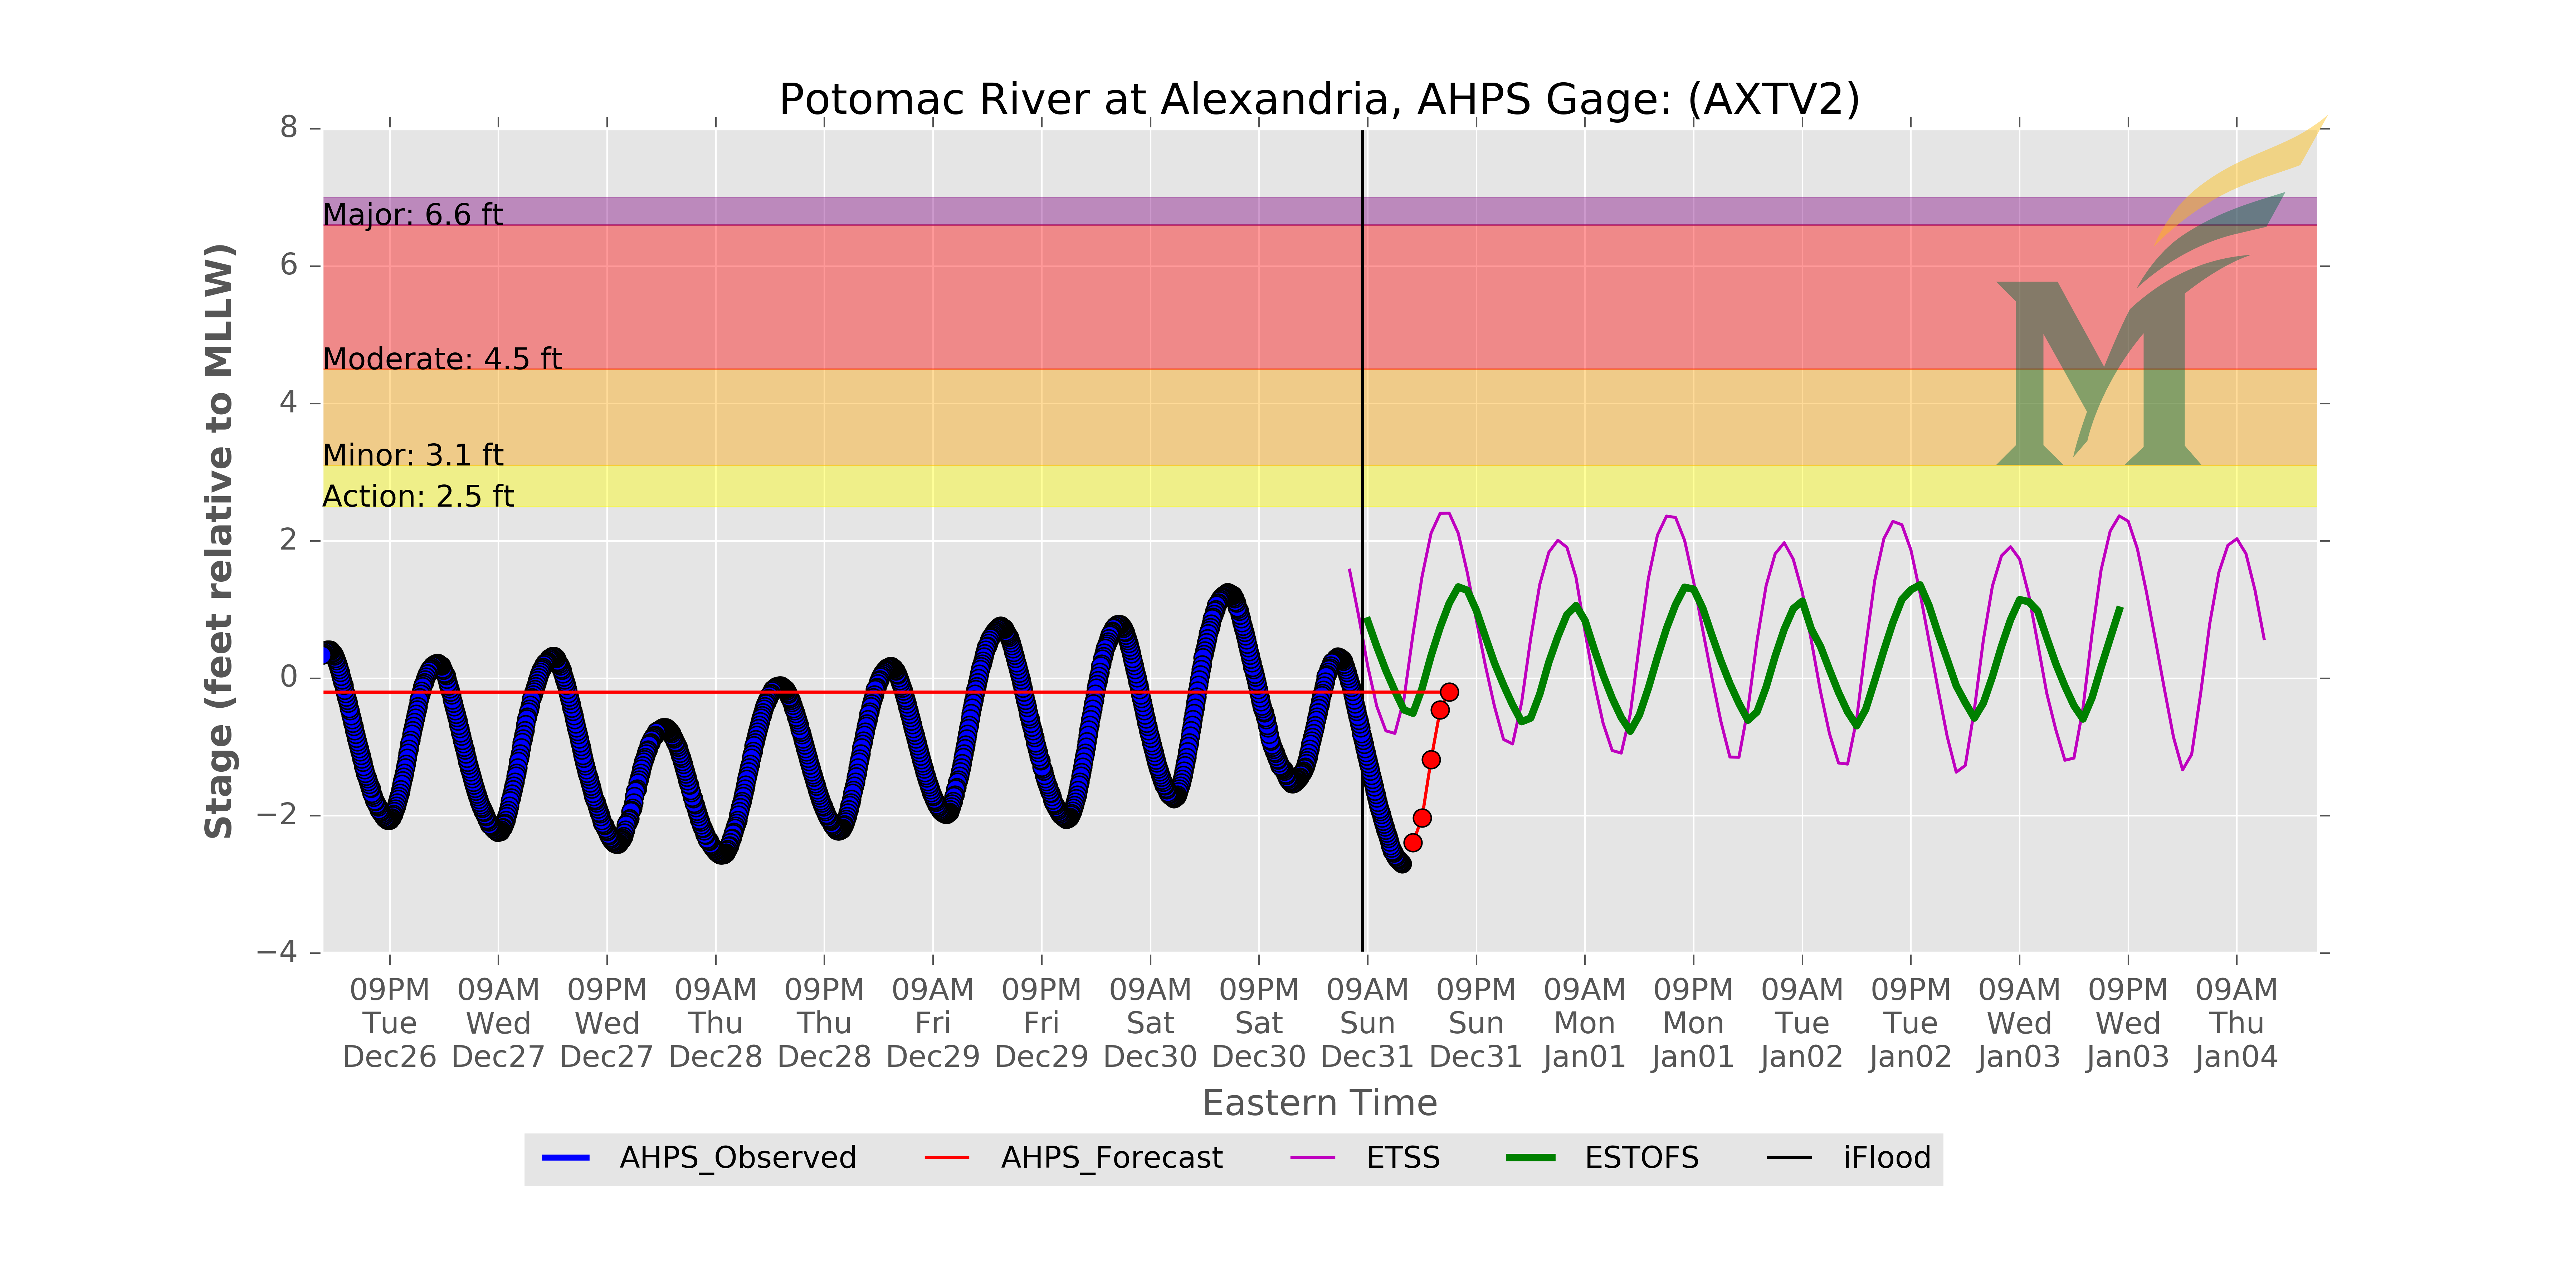 Potomac River at Alexandria, AHPS Gage: (AXTV2)
8
Major: 6.6 ft
6
Moderate: 4.5 ft
4
Minor: 3.1 ft
Action: 2.5 ft
2
0
−2
−4
Stage (feet relative to MLLW)
09PM 09AM 09PM 09AM 09PM 09AM 09PM 09AM 09PM 09AM 09PM 09AM 09PM 09AM 09PM 09AM 09PM 09AM
Tue Wed Wed Thu Thu Fri Fri Sat Sat Sun Sun Mon Mon Tue Tue Wed Wed Thu
Dec26 Dec27 Dec27 Dec28 Dec28 Dec29 Dec29 Dec30 Dec30 Dec31 Dec31 Jan01 Jan01 Jan02 Jan02 Jan03 Jan03 Jan04
Eastern Time
AHPS_Observed AHPS_Forecast ETSS ESTOFS iFlood
M